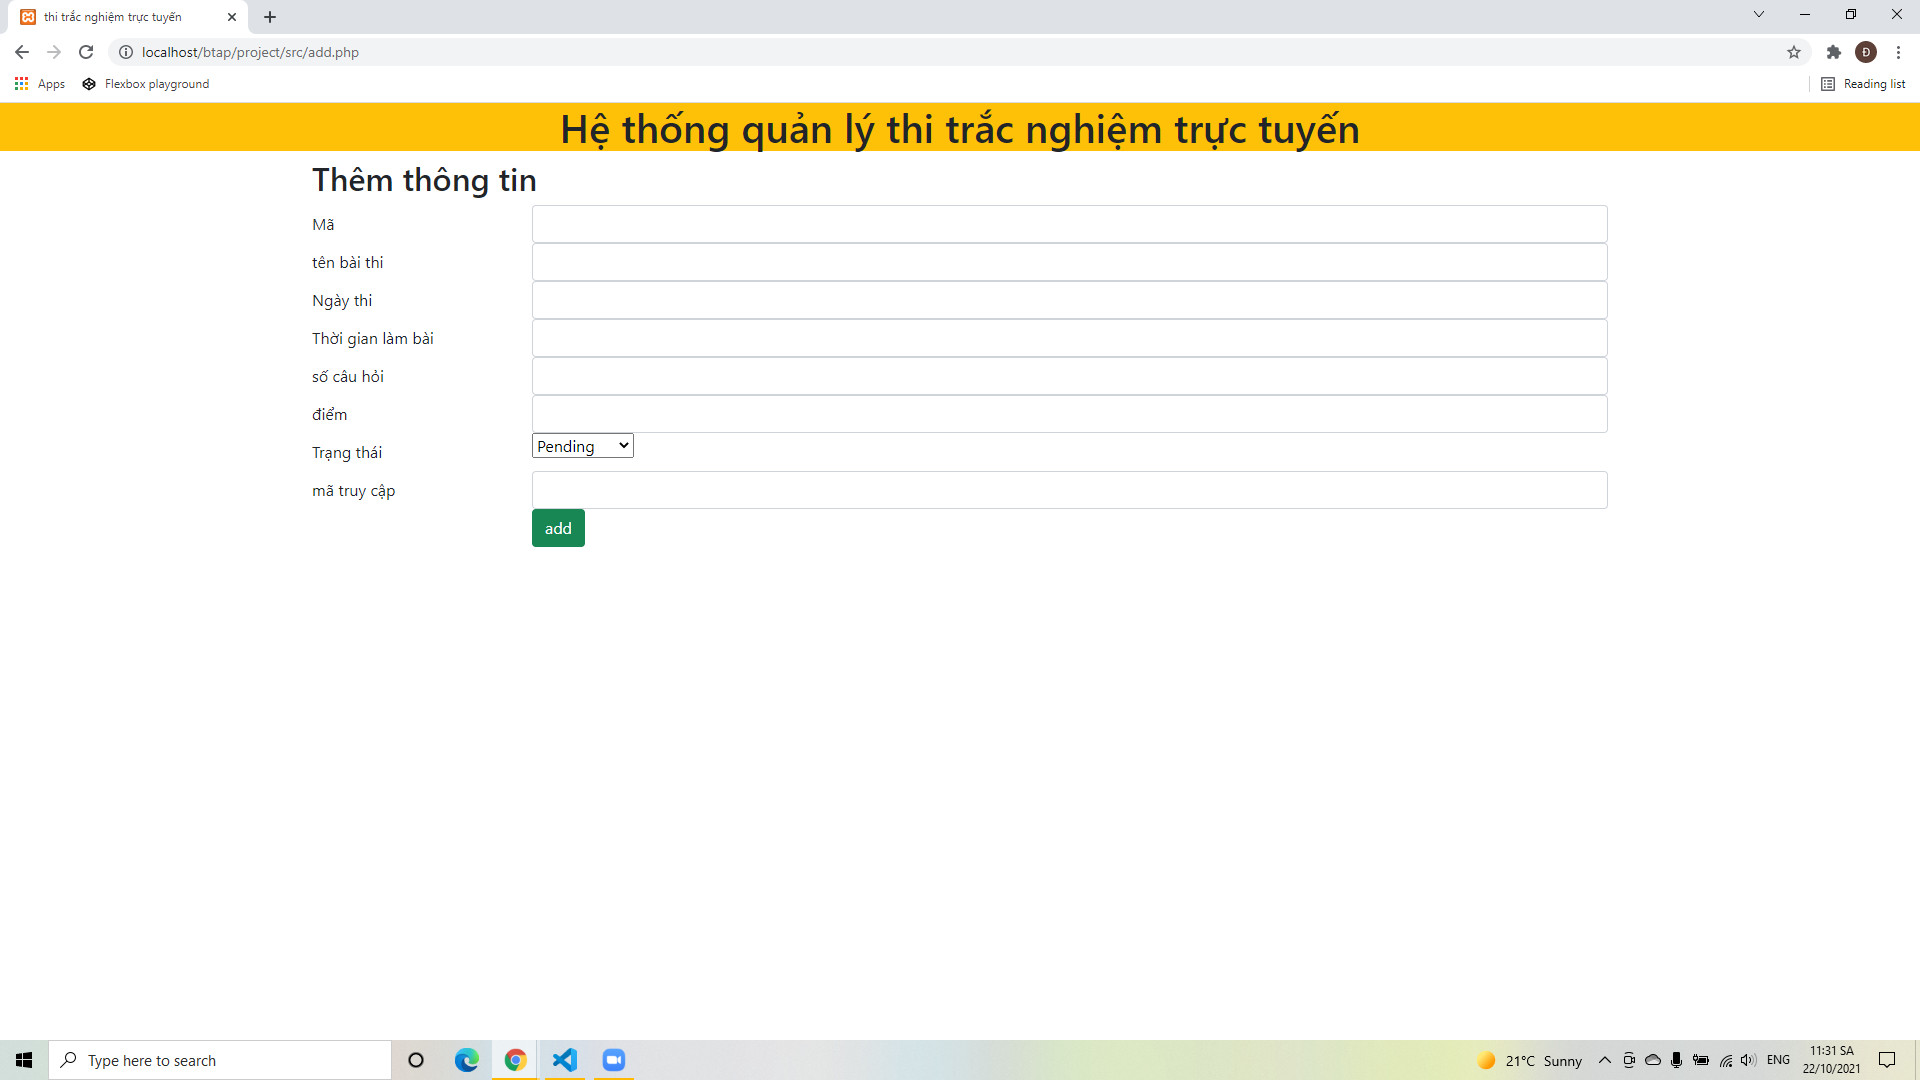 thi trắc nghiệm trực tuyến
localhost/btap/project/src/add.php
Đ
Apps
Flexbox playground
Reading list
Hệ thống quản lý thi trắc nghiệm trực tuyến
Thêm thông tin
Mã
tên bài thi
Ngày thi
Thời gian làm bài
số câu hỏi
điểm
Trạng thái
Pending
mã truy cập
add
Type here to search
21°C Sunny
ENG
11:31 SA
22/10/2021